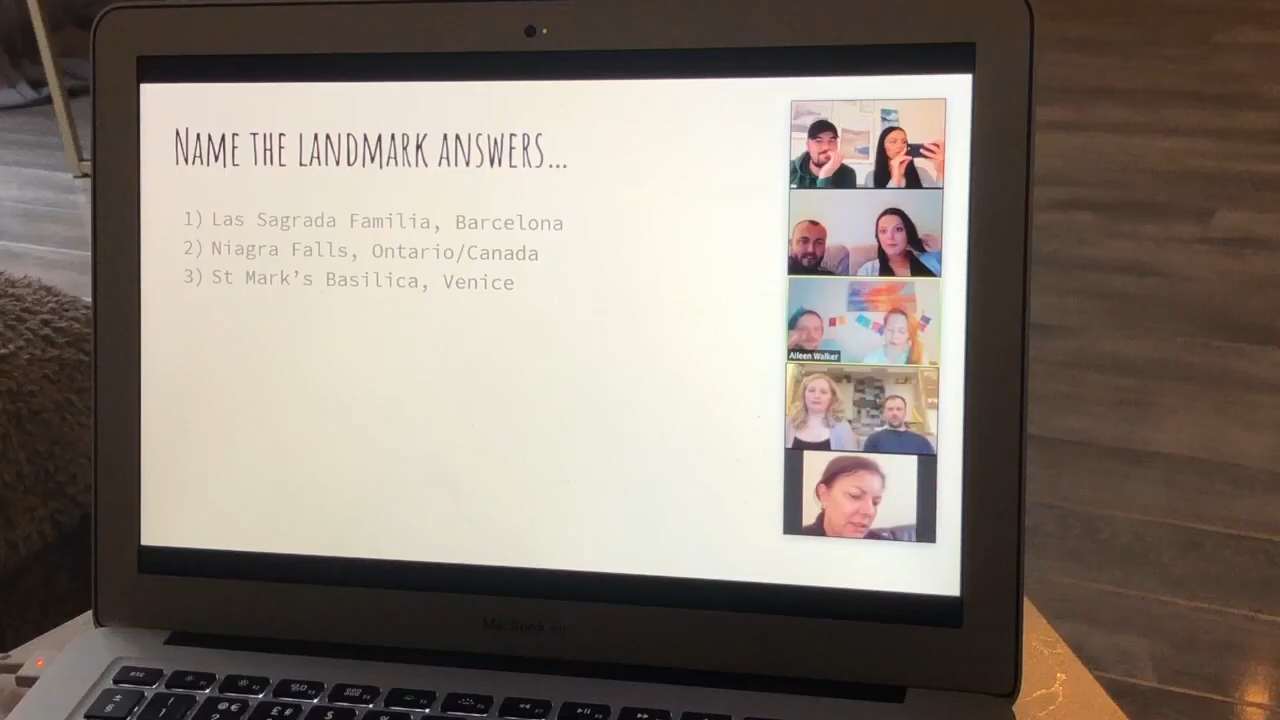 NAME THE LANDMARK ANSWERS...
1) Las Sagrada Familia, Barcelona
2) Niagra Falls, Ontario/Canada
3) St Mark's Basilica, Venice
Aileen Walker
MacBook Air
esc